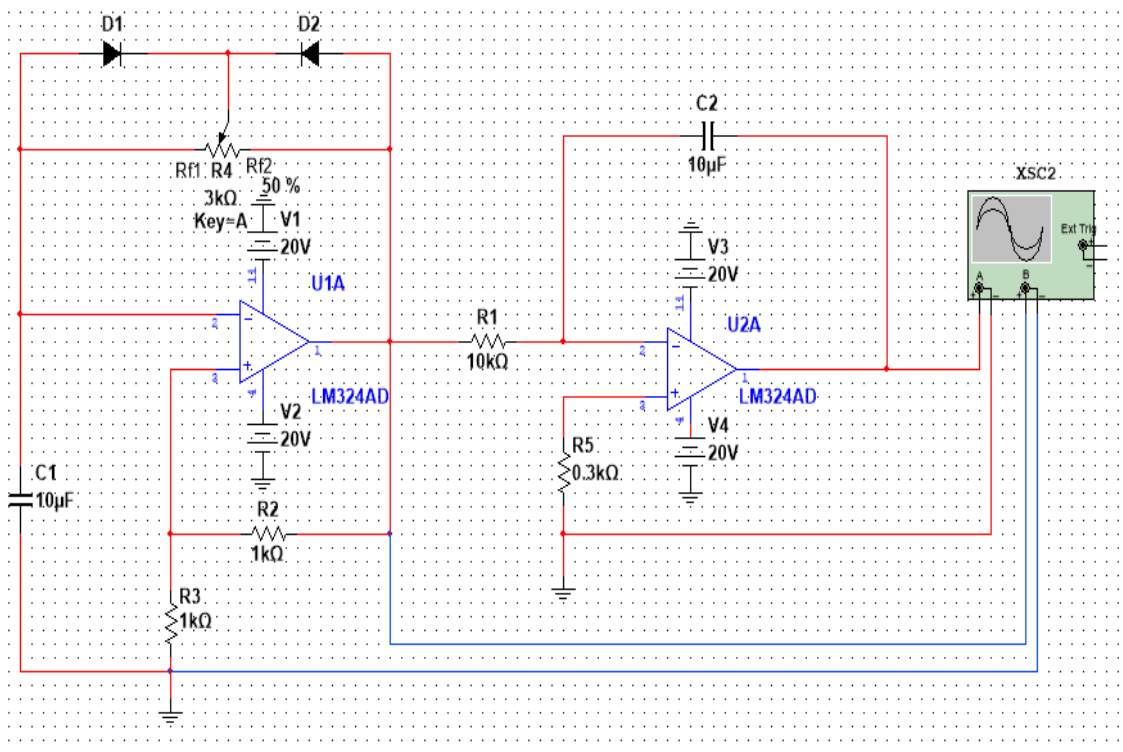 D1
D2
C2
10µF
XSC2
Rf1 R4 Rf2
50 %
3kΩ
Key=A
V1
20V
11
U1A
2
1
3
4
LM324AD
V2
20V
Ext Trig
+
−
A
B
+ − + −
V3
20V
11
U2A
R1
10kΩ
2
1
3
4
LM324AD
V4
20V
R5
0.3kΩ
C1
10µF
R2
1kΩ
R3
1kΩ